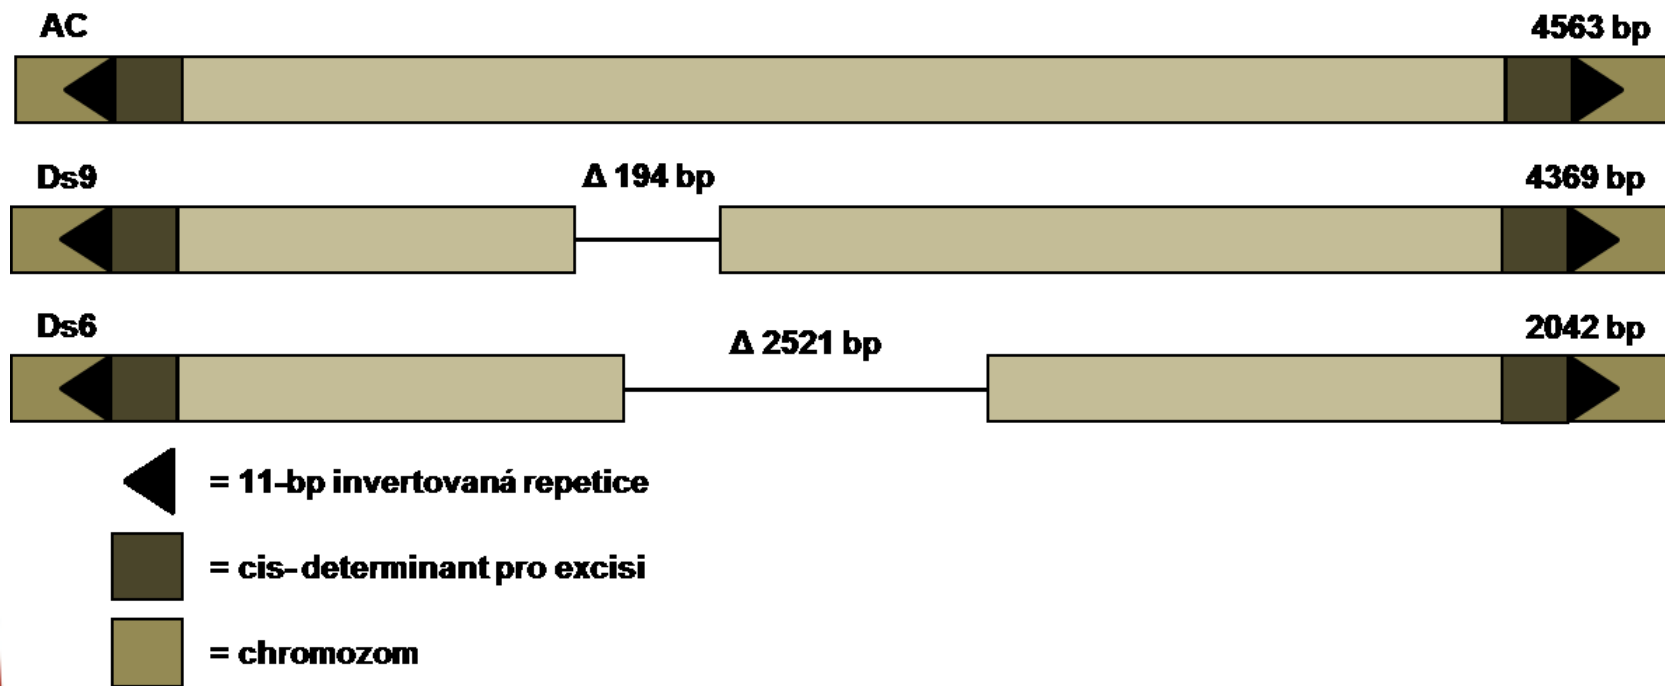 AC 4563 bp
Ds9 Δ 194 bp 4369 bp
Ds6 Δ 2521 bp 2042 bp
= 11-bp invertovaná repetice
= cis-determinant pro excisi
= chromozom